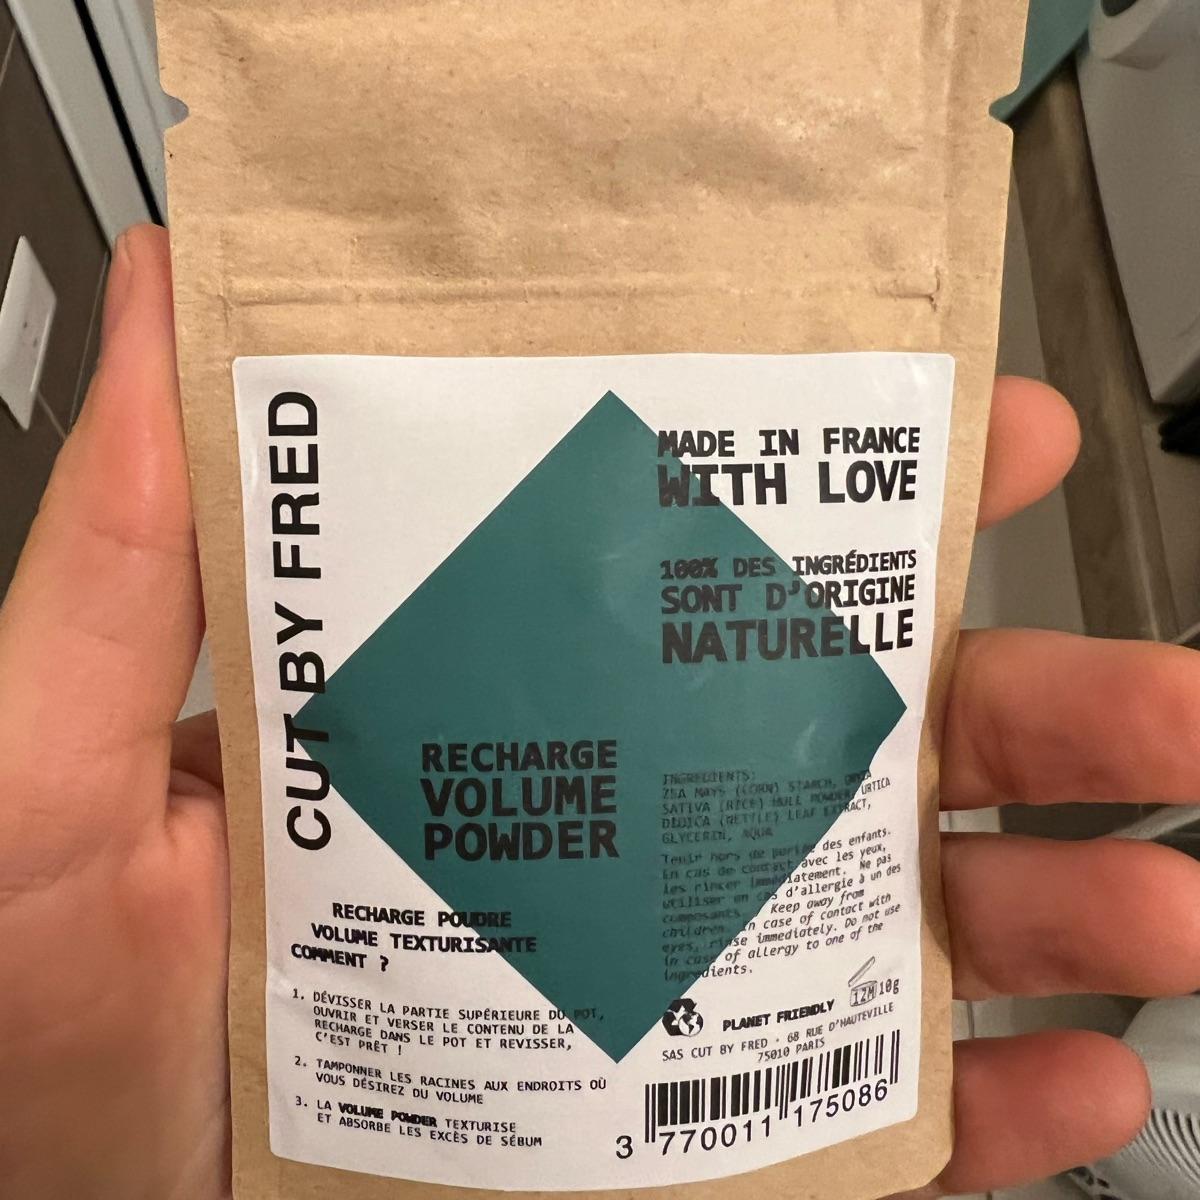 CUT BY FRED
MADE IN FRANCE
WITH LOVE
100% DES INGRÉDIENTS
SONT D'ORIGINE
NATURELLE
RECHARGE
VOLUME
POWDER
RECHARGE POUDRE
VOLUME TEXTURISANTE
COMMENT ?
1. DÉVISSER LA PARTIE SUPÉRIEURE DU POT,
OUVRIR ET VERSER LE CONTENU DE LA
RECHARGE DANS LE POT ET REVISSER,
C'EST PRÊT !
2. TAMPONNER LES RACINES AUX ENDROITS OÙ
VOUS DÉSIREZ DU VOLUME
3. LA VOLUME POWDER TEXTURISE
ET ABSORBE LES EXCÈS DE SÉBUM
INGREDIENTS:
ZEA MAYS (CORN) STARCH, ORYZA
SATIVA (RICE) HULL POWDER, URTICA
DIOICA (NETTLE) LEAF EXTRACT,
GLYCERIN, AQUA
Tenir hors de portée des enfants.
En cas de contact avec les yeux,
les rincer immédiatement. Ne pas
utiliser en cas d'allergie à un des
composants. Keep away from
children. In case of contact with
eyes, rinse immediately. Do not use
in case of allergy to one of the
ingredients.
12M 10g
PLANET FRIENDLY
SAS CUT BY FRED · 68 RUE D'HAUTEVILLE
75010 PARIS
3 770011 175086